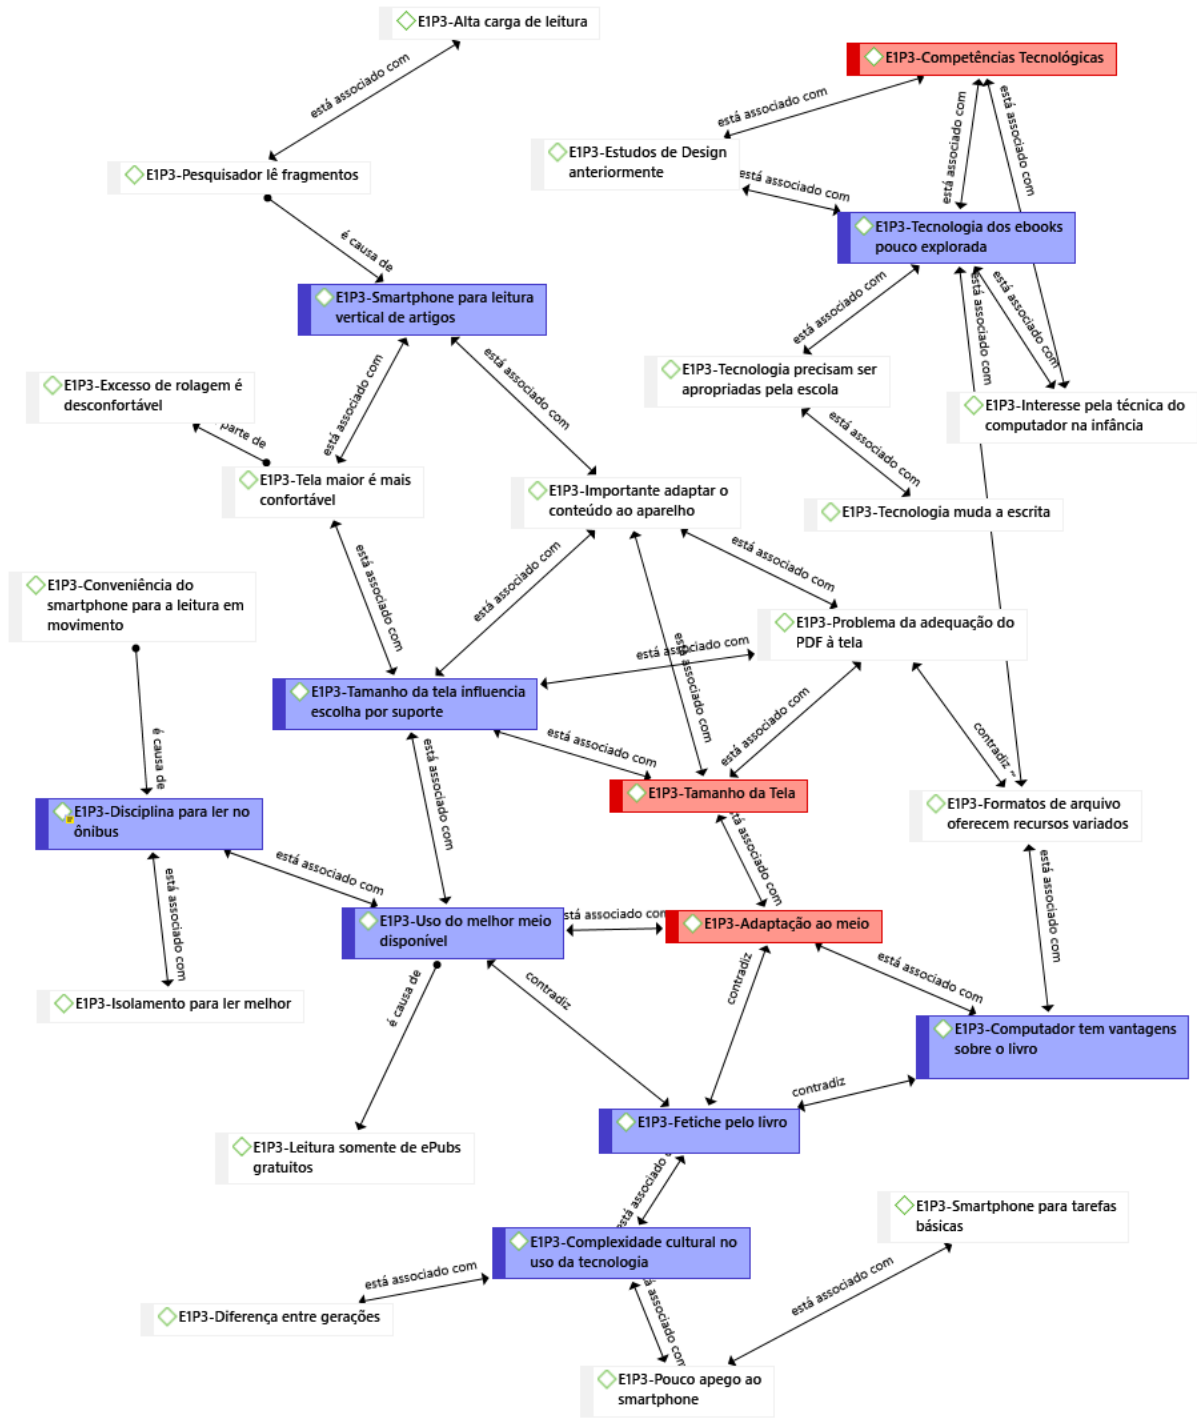 E1P3-Alta carga de leitura
E1P3-Competências Tecnológicas
está associado com
está associado com
está associado com
está associado com
E1P3-Estudos de Design
anteriormente
E1P3-Pesquisador lê fragmentos
está associado com
E1P3-Tecnologia dos ebooks
pouco explorada
é causa de
E1P3-Smartphone para leitura
vertical de artigos
está associado com
está associado com
está associado com
E1P3-Tecnologia precisam ser
apropriadas pela escola
E1P3-Excesso de rolagem é
desconfortável
está associado com
está associado com
E1P3-Interesse pela técnica do
computador na infância
parte de
está associado com
E1P3-Tela maior é mais
confortável
E1P3-Importante adaptar o
conteúdo ao aparelho
E1P3-Tecnologia muda a escrita
está associado com
está associado com
está associado com
E1P3-Conveniência do
smartphone para a leitura em
movimento
E1P3-Problema da adequação do
PDF à tela
está associado com
está associado com
E1P3-Tamanho da tela influencia
escolha por suporte
está associado com
contradiz
é causa de
está associado com
está associado com
E1P3-Tamanho da Tela
E1P3-Formatos de arquivo
oferecem recursos variados
E1P3-Disciplina para ler no
ônibus
está associado com
está associado com
está associado com
está associado com
E1P3-Uso do melhor meio
disponível
está associado com
E1P3-Adaptação ao meio
está associado com
E1P3-Isolamento para ler melhor
é causa de
contradiz
contradiz
E1P3-Computador tem vantagens
sobre o livro
contradiz
E1P3-Fetiche pelo livro
E1P3-Leitura somente de ePubs
gratuitos
está associado
E1P3-Smartphone para tarefas
básicas
E1P3-Complexidade cultural no
uso da tecnologia
está associado com
está associado com
E1P3-Diferença entre gerações
está associado com
E1P3-Pouco apego ao
smartphone